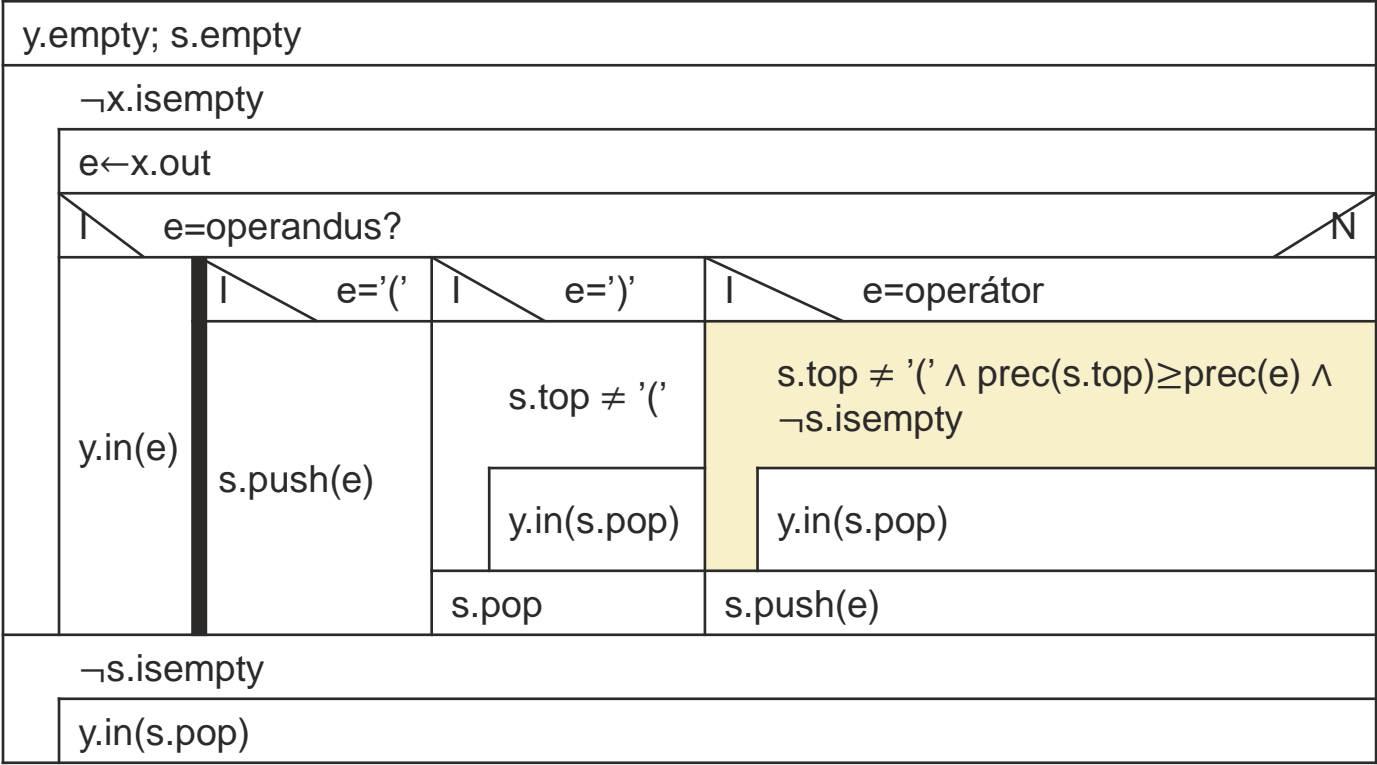 y.empty; s.empty
¬x.isempty
e←x.out
I e=operandus? N
I e=’(’
I e=’)’
I e=operátor
y.in(e)
s.push(e)
s.top ≠ ’(’
y.in(s.pop)
s.pop
s.top ≠ ’(’ ∧ prec(s.top)≥prec(e) ∧
¬s.isempty
y.in(s.pop)
s.push(e)
¬s.isempty
y.in(s.pop)